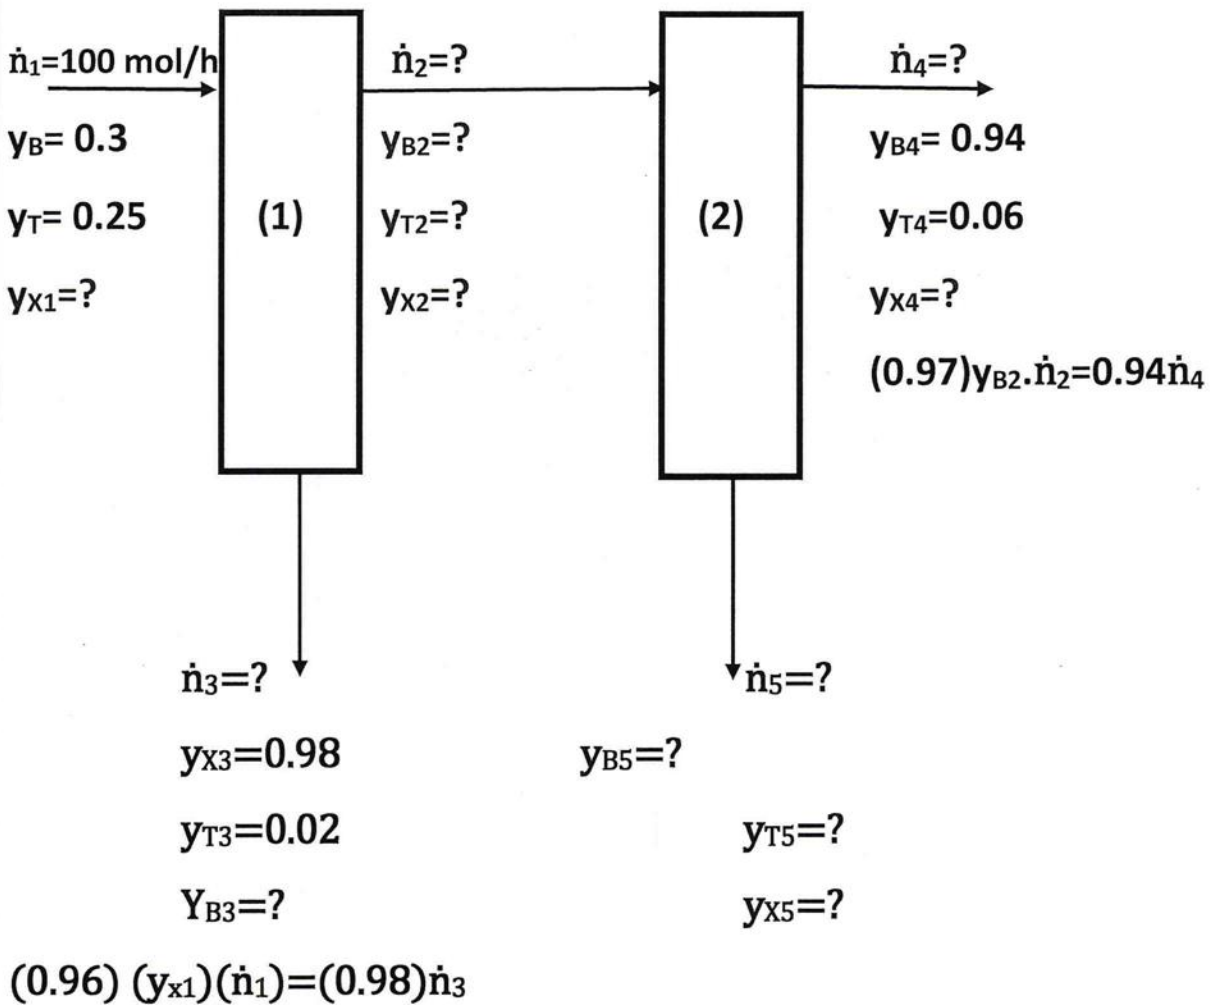 ṅ₁=100 mol/h ṅ₂=? ṅ₄=?
y_B= 0.3 y_B2=? y_B4= 0.94
y_T= 0.25 (1) y_T2=? (2) y_T4=0.06
y_X1=? y_X2=? y_X4=?
(0.97)y_B2.ṅ₂=0.94ṅ₄
ṅ₃=? ṅ₅=?
y_X3=0.98 y_B5=?
y_T3=0.02 y_T5=?
Y_B3=? y_X5=?
(0.96) (y_x1)(ṅ₁)=(0.98)ṅ₃